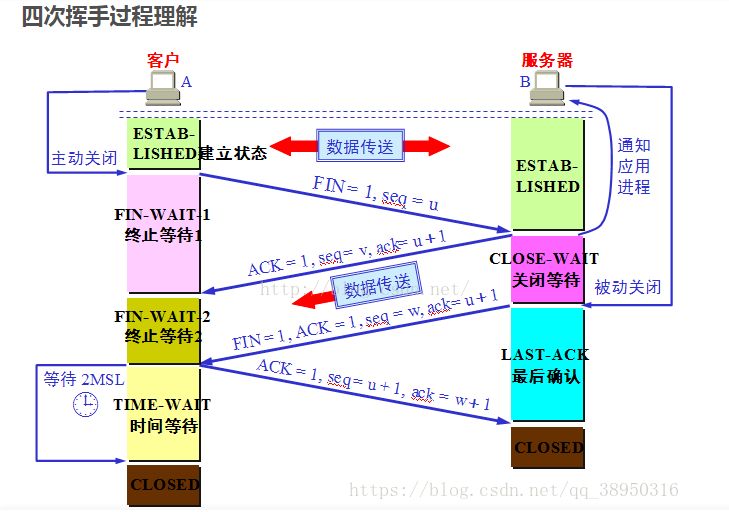 四次挥手过程理解
客户
服务器
A
B
ESTAB-
LISHED建立状态
主动关闭
数据传送
ESTAB-
LISHED
通知
应用
进程
FIN = 1, seq = u
FIN-WAIT-1
终止等待1
ACK = 1, seq = v, ack= u+1
CLOSE-WAIT
关闭等待
数据传送
被动关闭
FIN-WAIT-2
终止等待2
FIN = 1, ACK = 1, seq = w, ack= u+1
LAST-ACK
最后确认
等待 2MSL
ACK = 1, seq= u+1, ack = w+1
TIME-WAIT
时间等待
CLOSED
CLOSED
https://blog.csdn.net/qq_38950316